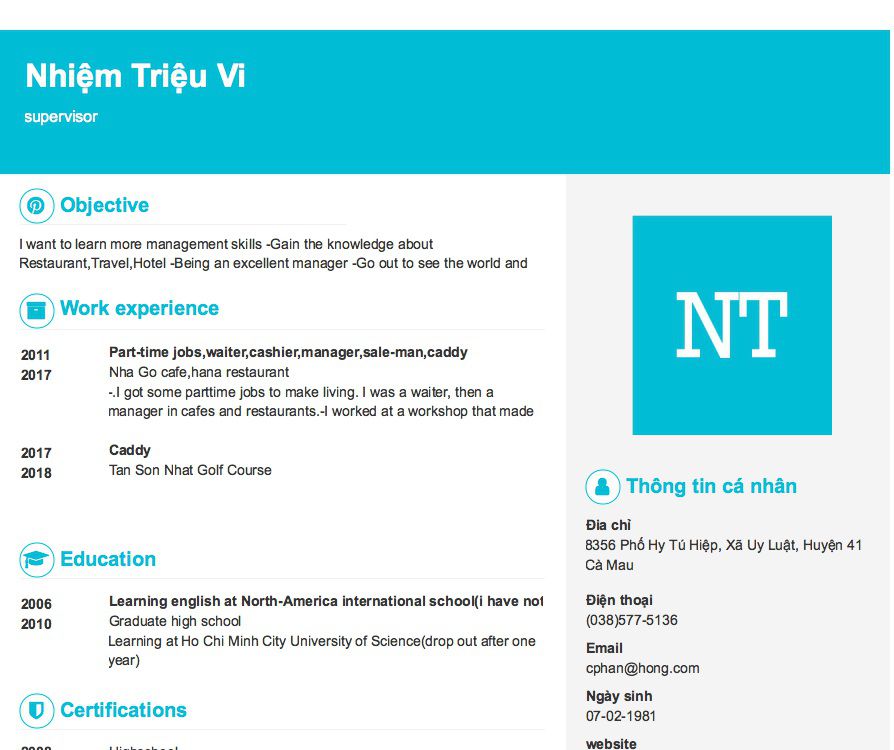 Nhiệm Triệu Vi
supervisor
Objective
I want to learn more management skills -Gain the knowledge about
Restaurant,Travel,Hotel -Being an excellent manager -Go out to see the world and
Work experience
2011
2017
Part-time jobs,waiter,cashier,manager,sale-man,caddy
Nha Go cafe,hana restaurant
-.I got some parttime jobs to make living. I was a waiter, then a
manager in cafes and restaurants.-I worked at a workshop that made
2017
2018
Caddy
Tan Son Nhat Golf Course
Education
2006
2010
Learning english at North-America international school(i have not
Graduate high school
Learning at Ho Chi Minh City University of Science(drop out after one
year)
Certifications
2008
Highschool
NT
Thông tin cá nhân
Đia chỉ
8356 Phố Hy Tú Hiệp, Xã Uy Luật, Huyện 41
Cà Mau
Điện thoại
(038)577-5136
Email
cphan@hong.com
Ngày sinh
07-02-1981
website